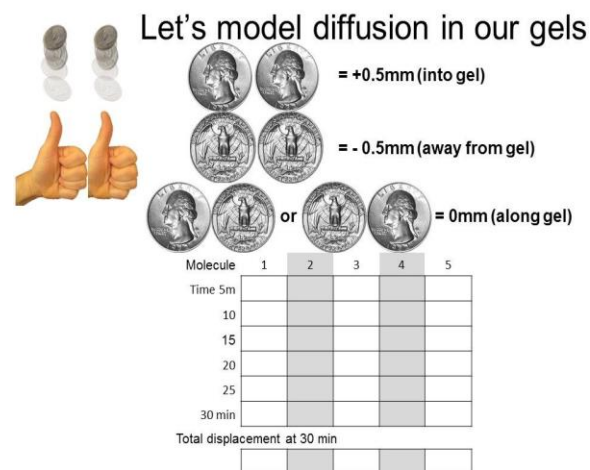 Let's model diffusion in our gels
= +0.5mm (into gel)
= - 0.5mm (away from gel)
or
= 0mm (along gel)
Molecule 1 2 3 4 5
Time 5m
10
15
20
25
30 min
Total displacement at 30 min